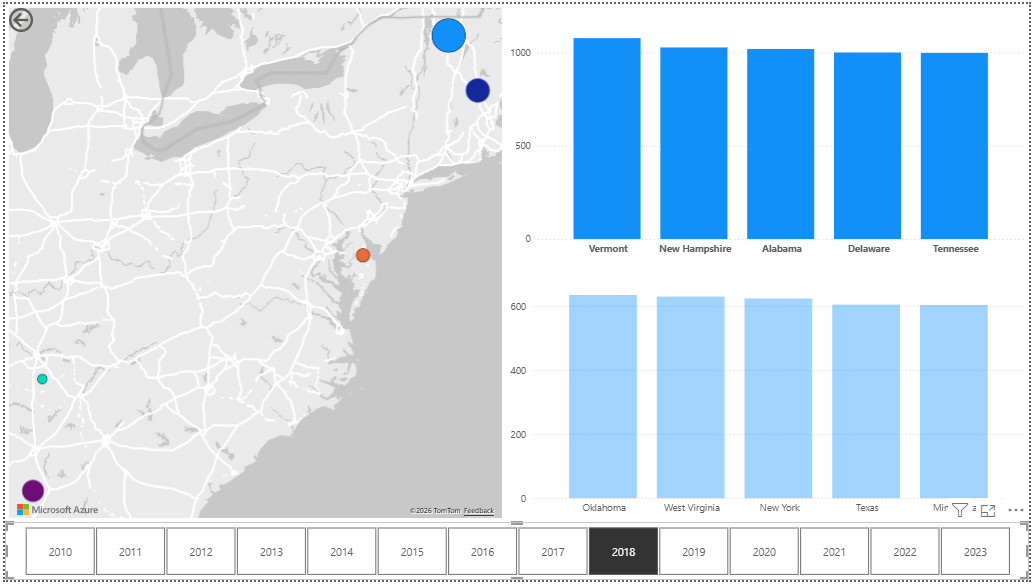 Microsoft Azure
©2026 TomTom Feedback
1000
500
0
Vermont New Hampshire Alabama Delaware Tennessee
600
400
200
0
Oklahoma West Virginia New York Texas
2010 2011 2012 2013 2014 2015 2016 2017 2018 2019 2020 2021 2022 2023